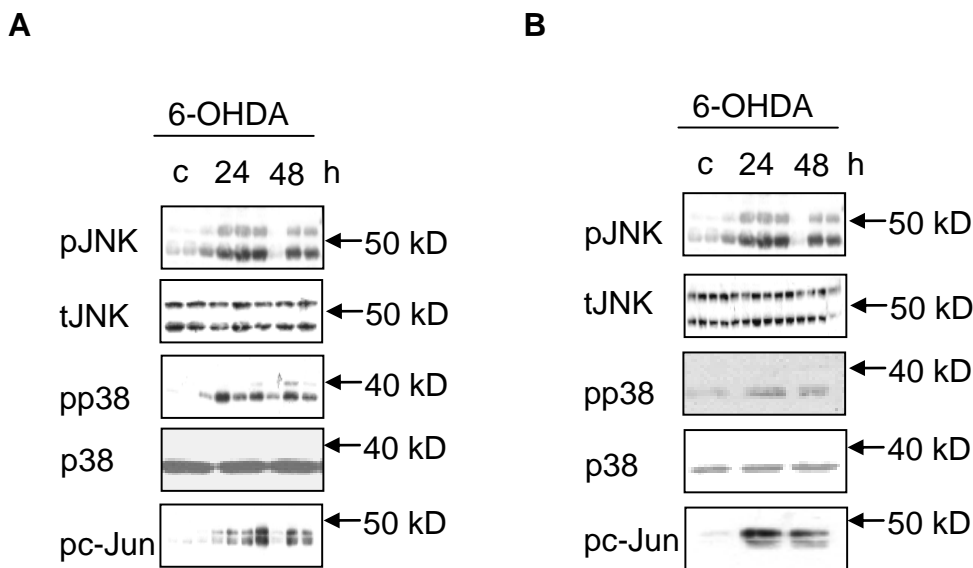 A
6-OHDA
c 24 48 h
pJNK 50 kD
tJNK 50 kD
pp38 40 kD
p38 40 kD
pc-Jun 50 kD
B
6-OHDA
c 24 48 h
pJNK 50 kD
tJNK 50 kD
pp38 40 kD
p38 40 kD
pc-Jun 50 kD